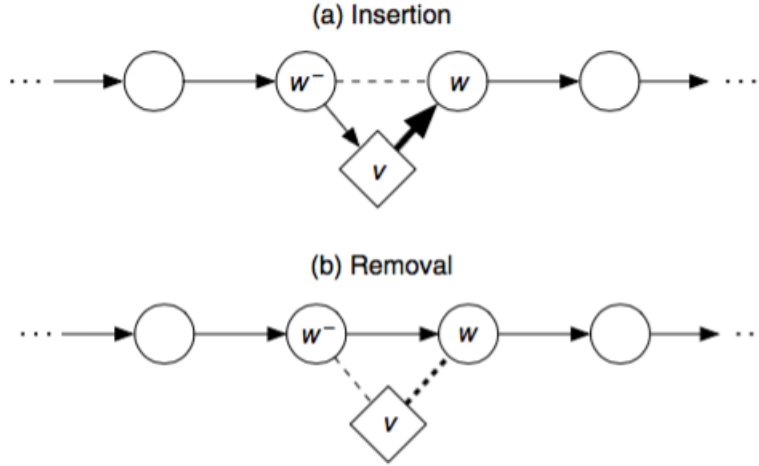 (a) Insertion
··· w⁻ w ···
v
(b) Removal
··· w⁻ w ··
v